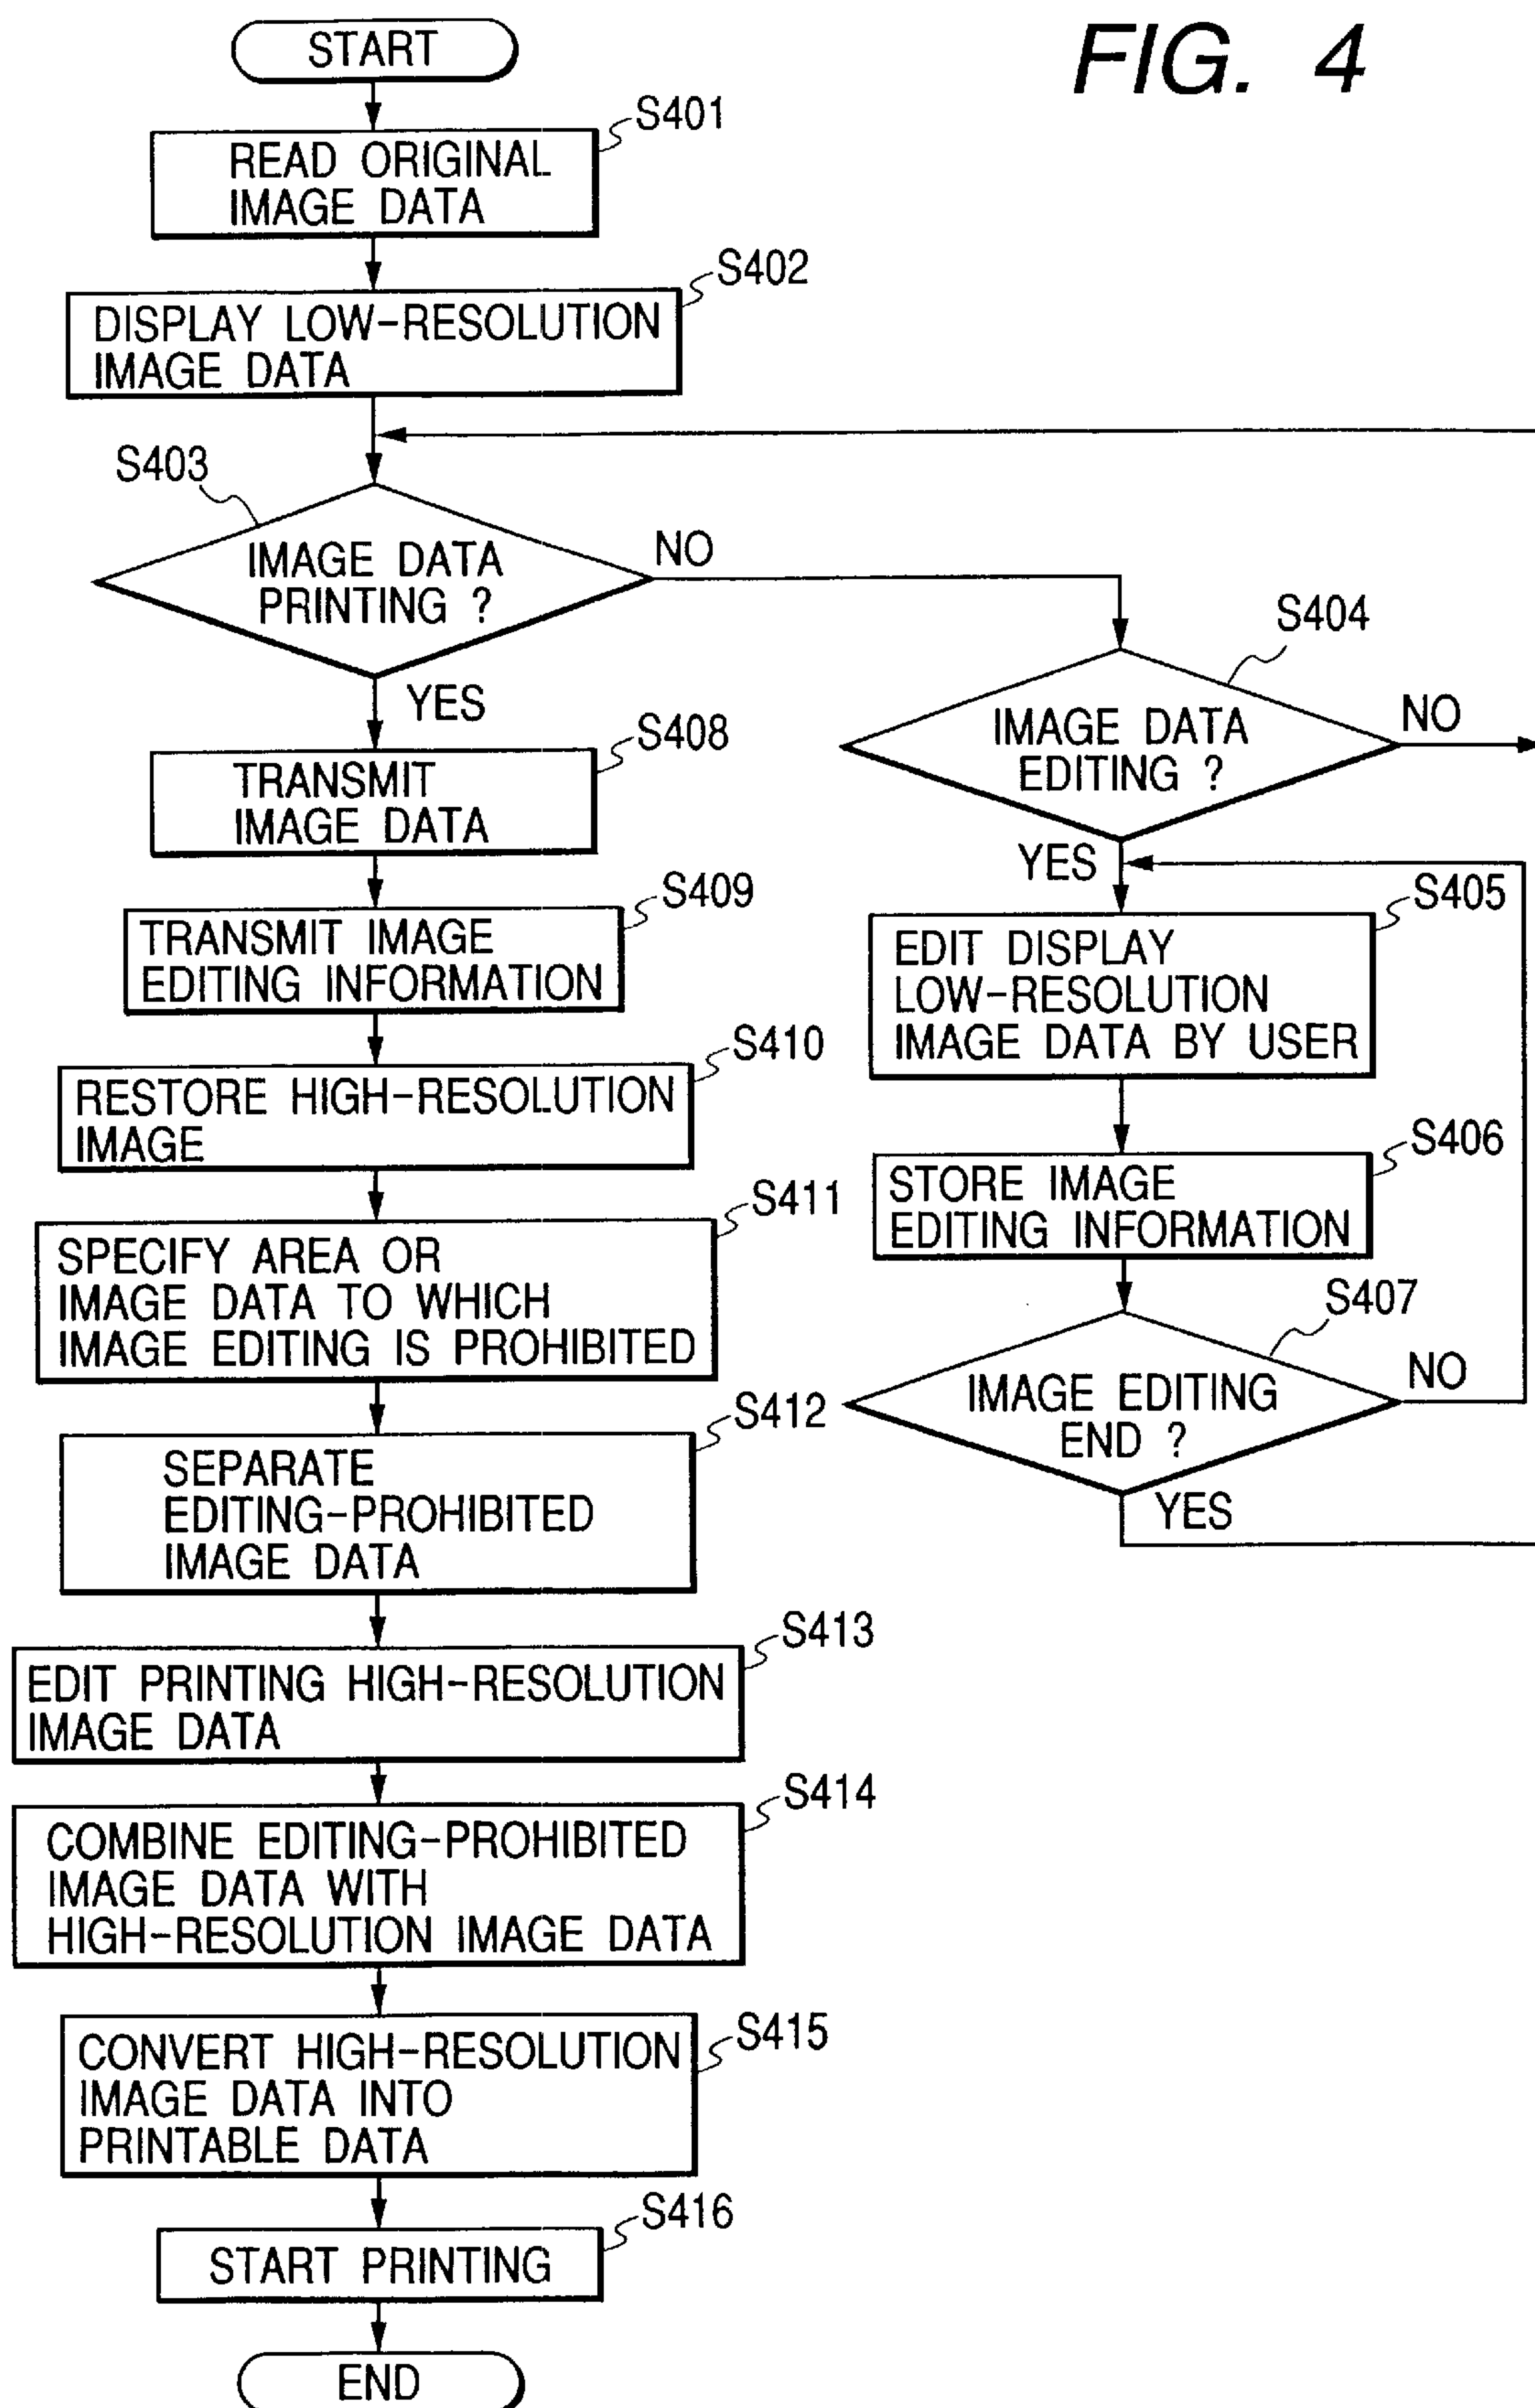 FIG. 4
START
S401
READ ORIGINAL
IMAGE DATA
S402
DISPLAY LOW-RESOLUTION
IMAGE DATA
S403
IMAGE DATA
PRINTING ?
NO
YES
S404
IMAGE DATA
EDITING ?
NO
YES
S405
EDIT DISPLAY
LOW-RESOLUTION
IMAGE DATA BY USER
S406
STORE IMAGE
EDITING INFORMATION
S407
IMAGE EDITING
END ?
NO
YES
S408
TRANSMIT
IMAGE DATA
S409
TRANSMIT IMAGE
EDITING INFORMATION
S410
RESTORE HIGH-RESOLUTION
IMAGE
S411
SPECIFY AREA OR
IMAGE DATA TO WHICH
IMAGE EDITING IS PROHIBITED
S412
SEPARATE
EDITING-PROHIBITED
IMAGE DATA
S413
EDIT PRINTING HIGH-RESOLUTION
IMAGE DATA
S414
COMBINE EDITING-PROHIBITED
IMAGE DATA WITH
HIGH-RESOLUTION IMAGE DATA
S415
CONVERT HIGH-RESOLUTION
IMAGE DATA INTO
PRINTABLE DATA
S416
START PRINTING
END